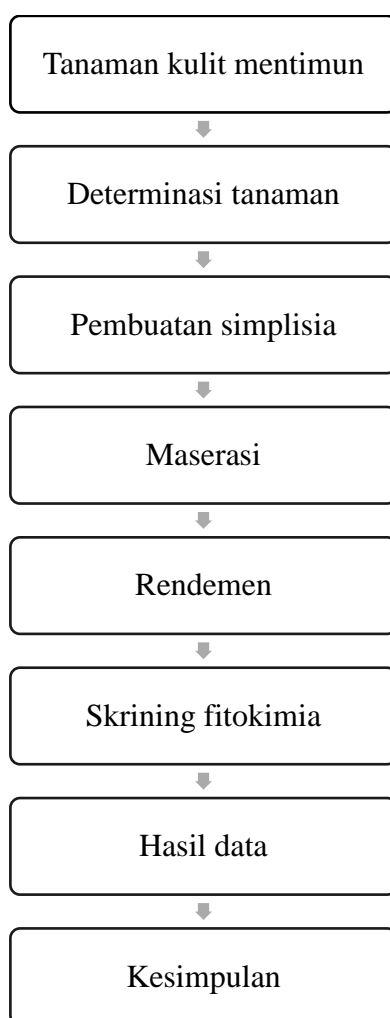 Tanaman kulit mentimun
Determinasi tanaman
Pembuatan simplisia
Maserasi
Rendemen
Skrining fitokimia
Hasil data
Kesimpulan